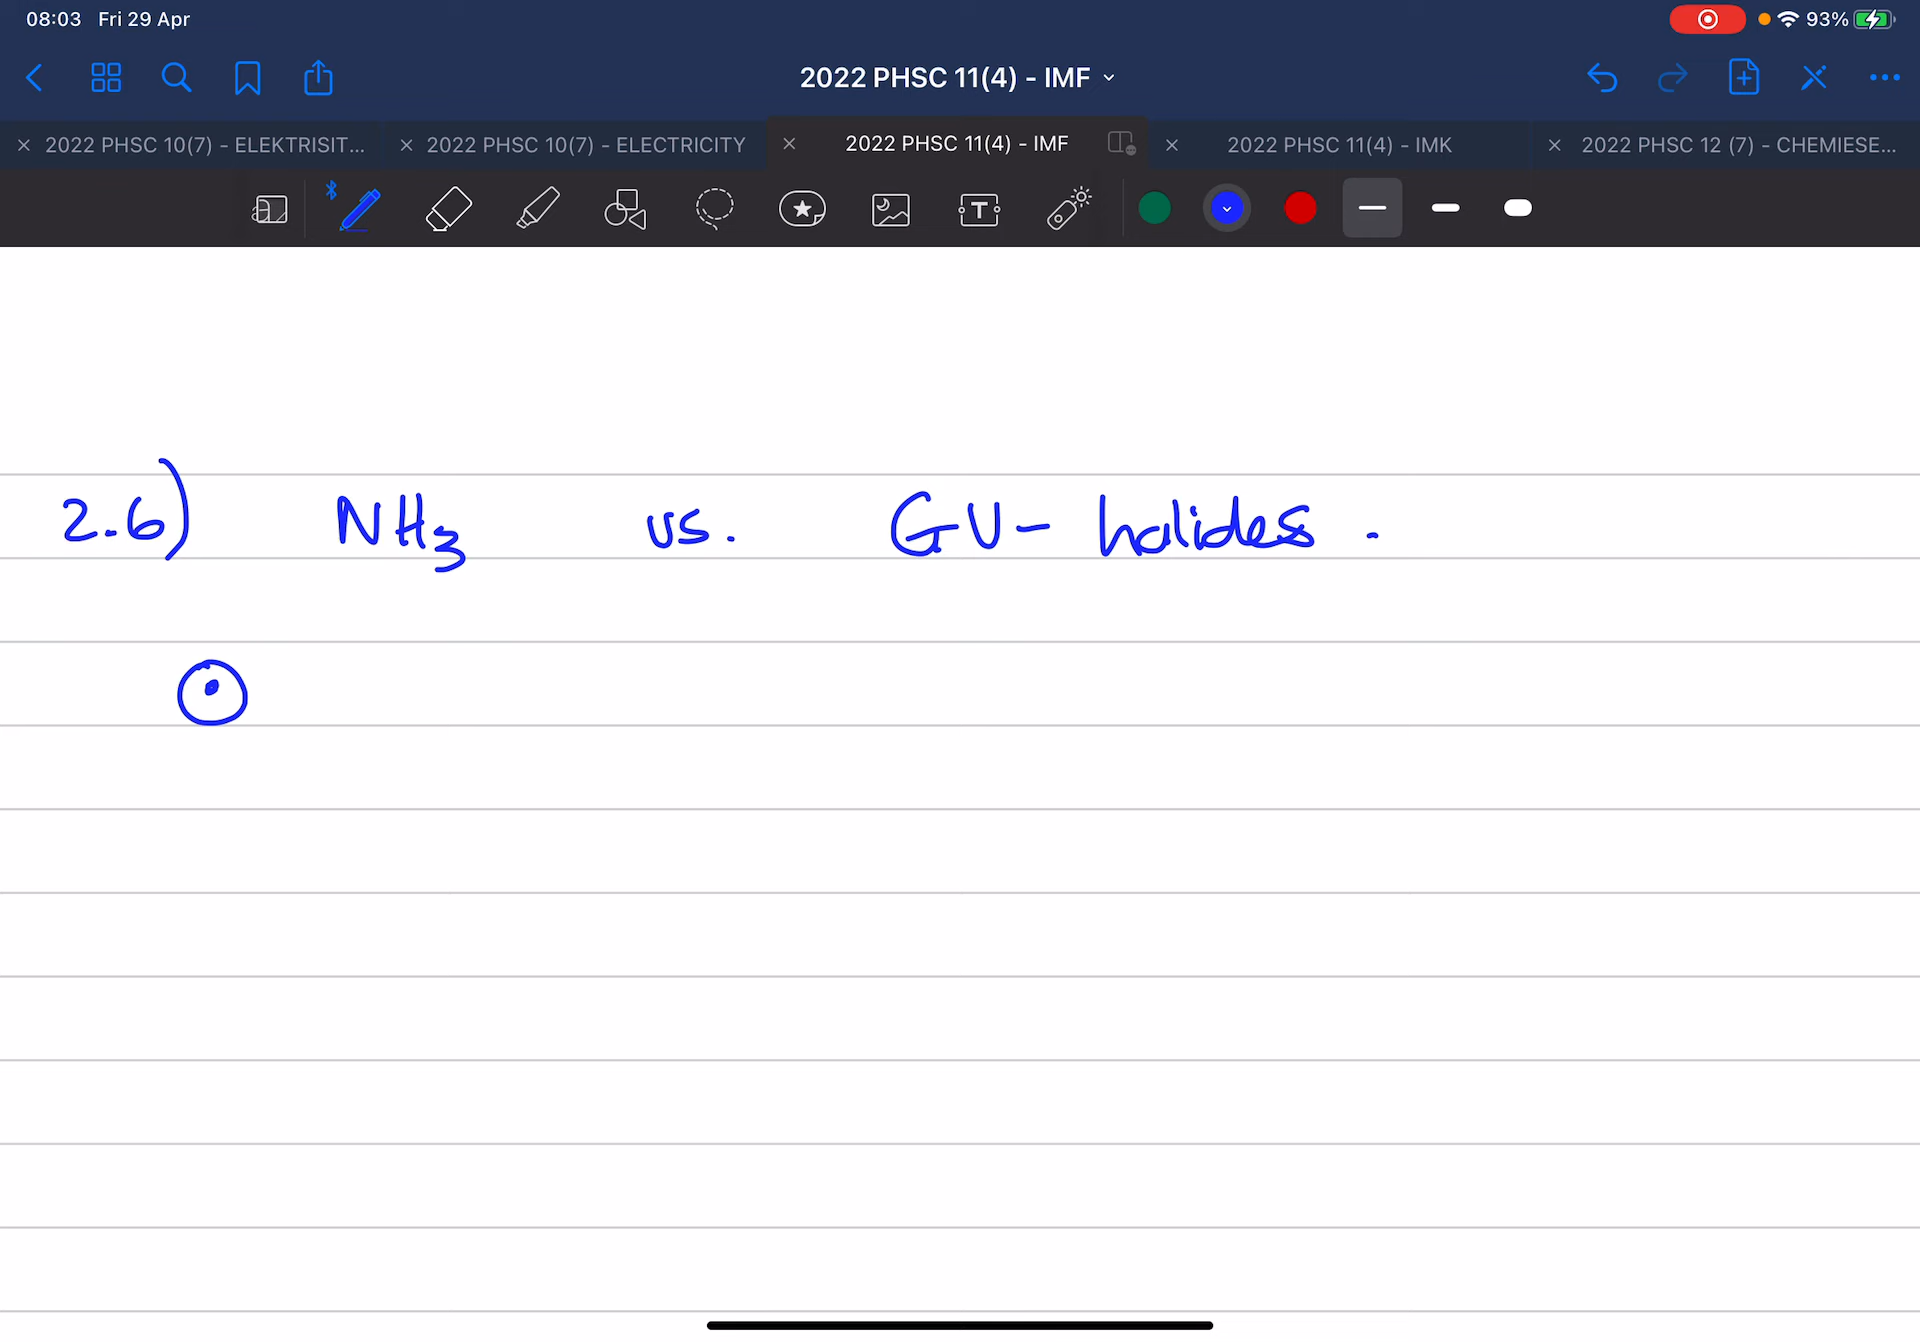 08:03 Fri 29 Apr 93%
2022 PHSC 11(4) - IMF
2022 PHSC 10(7) - ELEKTRISIT... 2022 PHSC 10(7) - ELECTRICITY 2022 PHSC 11(4) - IMF 2022 PHSC 11(4) - IMK 2022 PHSC 12 (7) - CHEMIESE...
2.6) NH3 vs. GV- halides.